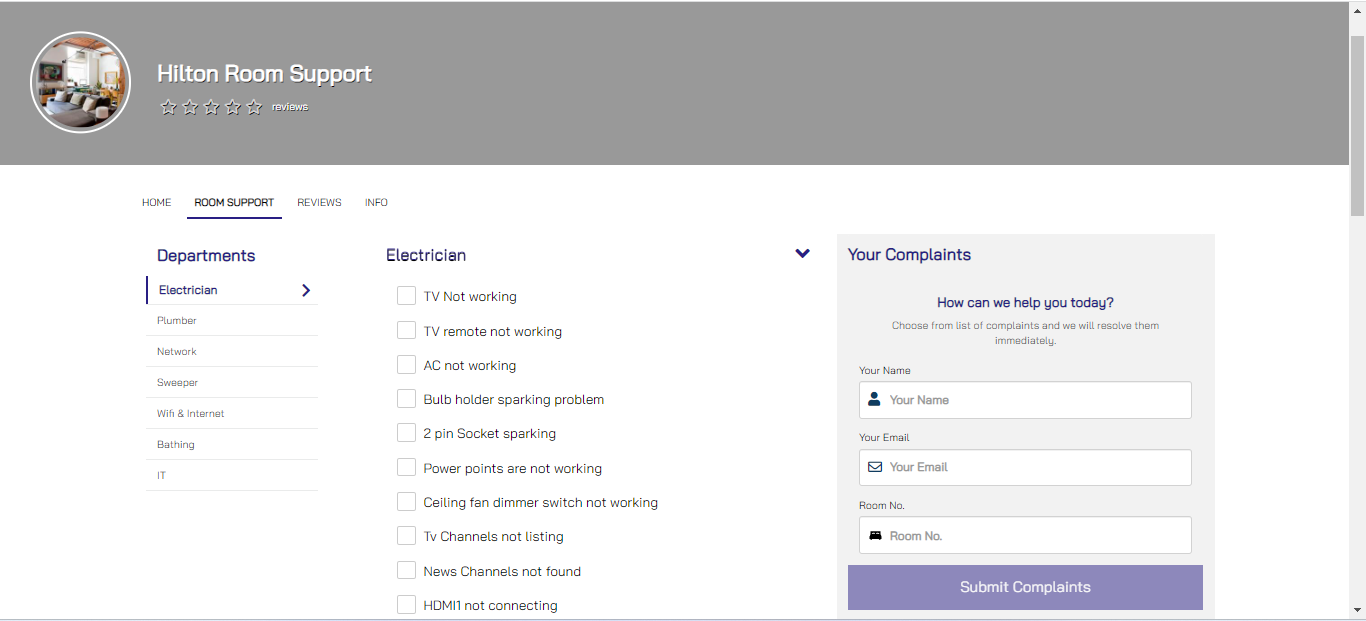 Hilton Room Support
reviews
HOME ROOM SUPPORT REVIEWS INFO
Departments
Electrician
Plumber
Network
Sweeper
Wifi & Internet
Bathing
IT
Electrician
TV Not working
TV remote not working
AC not working
Bulb holder sparking problem
2 pin Socket sparking
Power points are not working
Ceiling fan dimmer switch not working
Tv Channels not listing
News Channels not found
HDMI1 not connecting
Your Complaints
How can we help you today?
Choose from list of complaints and we will resolve them
immediately.
Your Name
Your Name
Your Email
Your Email
Room No.
Room No.
Submit Complaints